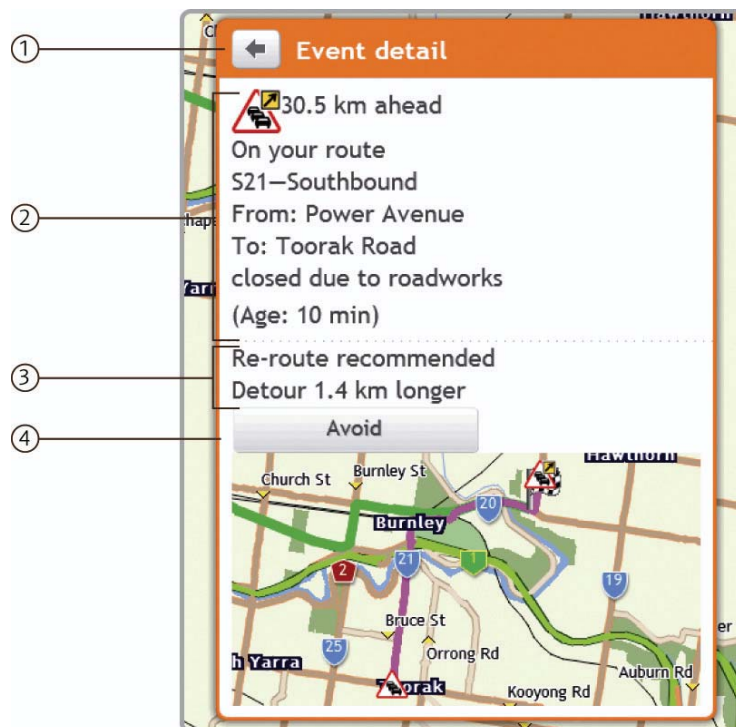 Hawthorn
1
Event detail
30.5 km ahead
On your route
S21—Southbound
2
From: Power Avenue
To: Toorak Road
closed due to roadworks
(Age: 10 min)
3
Re-route recommended
Detour 1.4 km longer
4
Avoid
Hawthorn
Church St
Burnley St
20
Burnley
21
1
2
19
Bruce St
25
Orrong Rd
Auburn Rd
Kooyong Rd